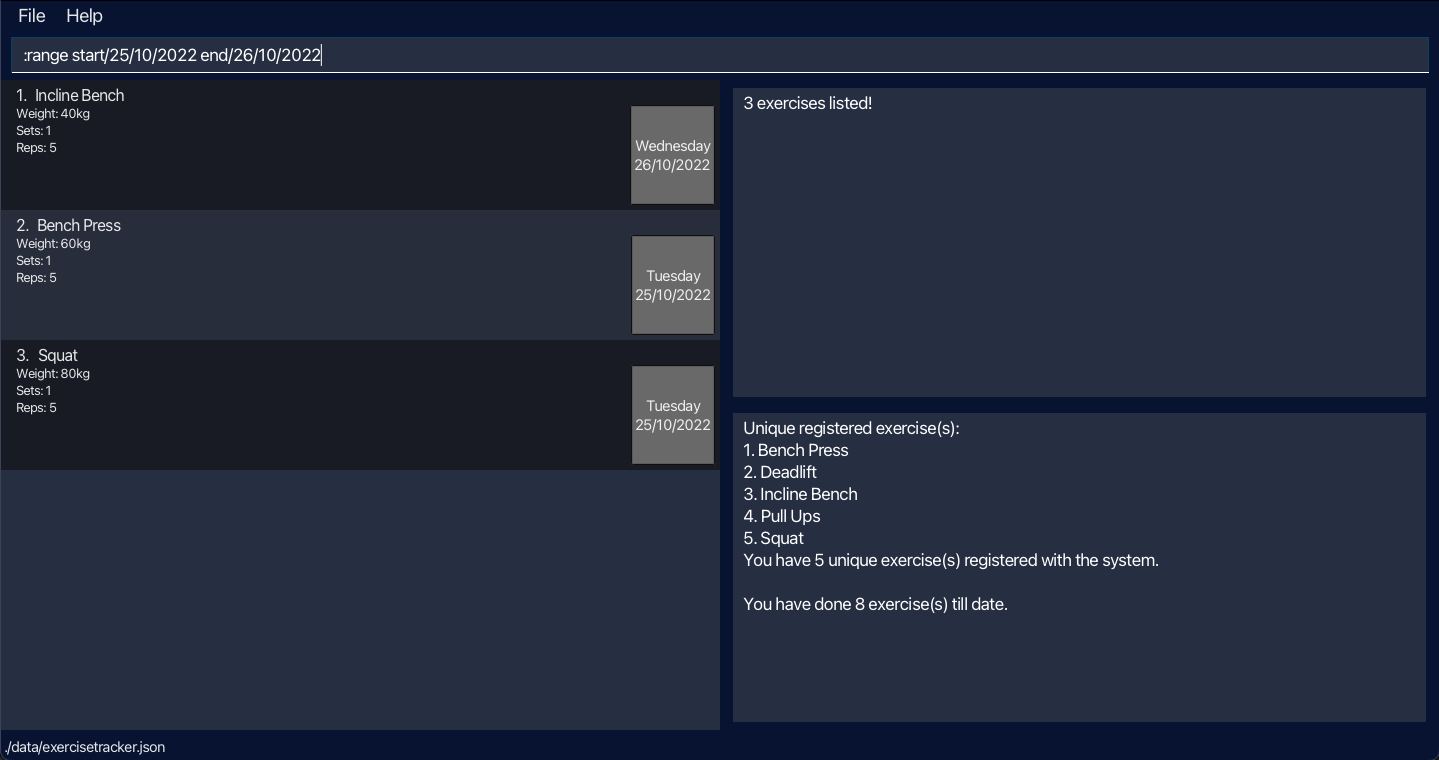 File Help
:range start/25/10/2022 end/26/10/2022
1. Incline Bench
Weight: 40kg
Sets: 1
Reps: 5
Wednesday
26/10/2022
2. Bench Press
Weight: 60kg
Sets: 1
Reps: 5
Tuesday
25/10/2022
3. Squat
Weight: 80kg
Sets: 1
Reps: 5
Tuesday
25/10/2022
3 exercises listed!
Unique registered exercise(s):
1. Bench Press
2. Deadlift
3. Incline Bench
4. Pull Ups
5. Squat
You have 5 unique exercise(s) registered with the system.
You have done 8 exercise(s) till date.
./data/exercisetracker.json